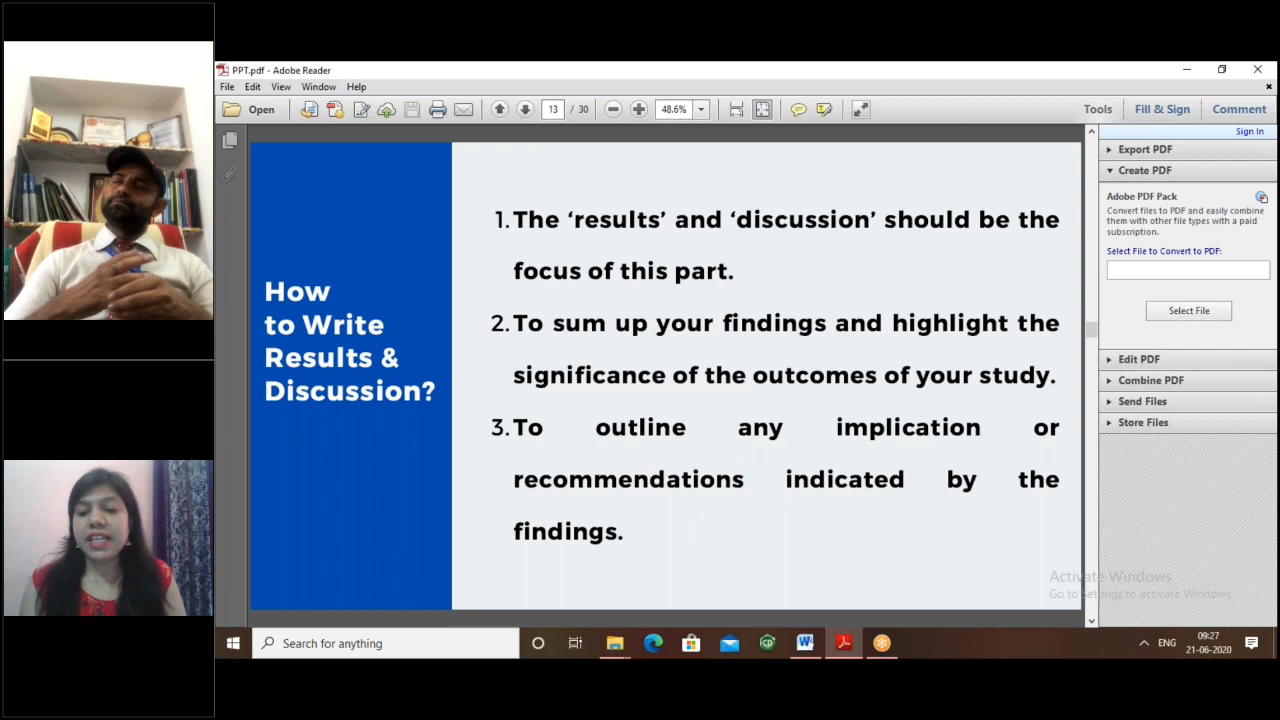 PPT.pdf - Adobe Reader
File Edit View Window Help
Open 13 / 30 48.6% Tools Fill & Sign Comment
Sign In
Export PDF
Create PDF
Adobe PDF Pack
Convert files to PDF and easily combine
them with other file types with a paid
subscription.
Select File to Convert to PDF:
Select File
Edit PDF
Combine PDF
Send Files
Store Files
How
to Write
Results &
Discussion?
1. The ‘results’ and ‘discussion’ should be the
focus of this part.
2. To sum up your findings and highlight the
significance of the outcomes of your study.
3. To outline any implication or
recommendations indicated by the
findings.
Activate Windows
Go to Settings to activate Windows.
Search for anything
ENG
09:27
21-06-2020